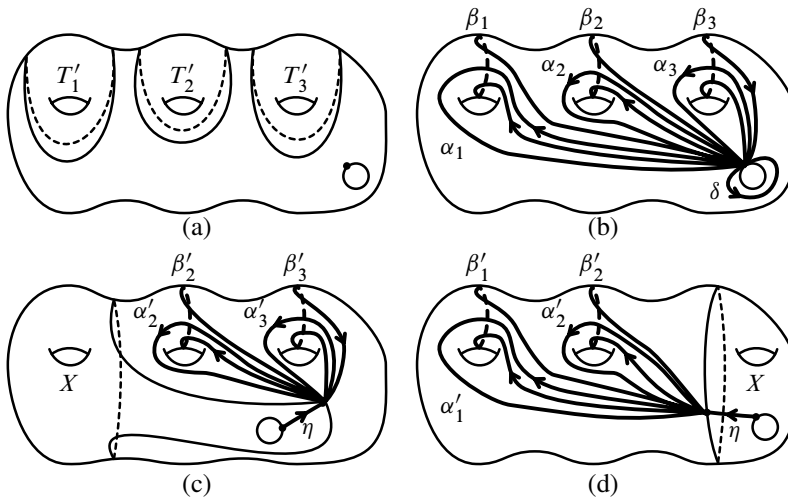 T′₁ T′₂ T′₃
(a)
β₁ β₂ β₃
α₂ α₃
α₁
δ
(b)
β′₂ β′₃
α′₂ α′₃
X
η
(c)
β′₁ β′₂
α′₂
X
α′₁
η
(d)